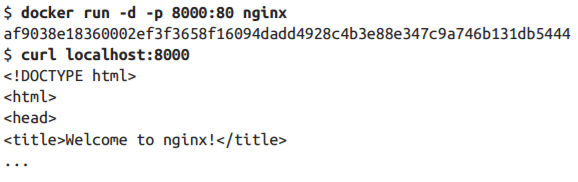 $ docker run -d -p 8000:80 nginx
af9038e18360002ef3f3658f16094dadd4928c4b3e88e347c9a746b131db5444
$ curl localhost:8000
<!DOCTYPE html>
<html>
<head>
<title>Welcome to nginx!</title>
...